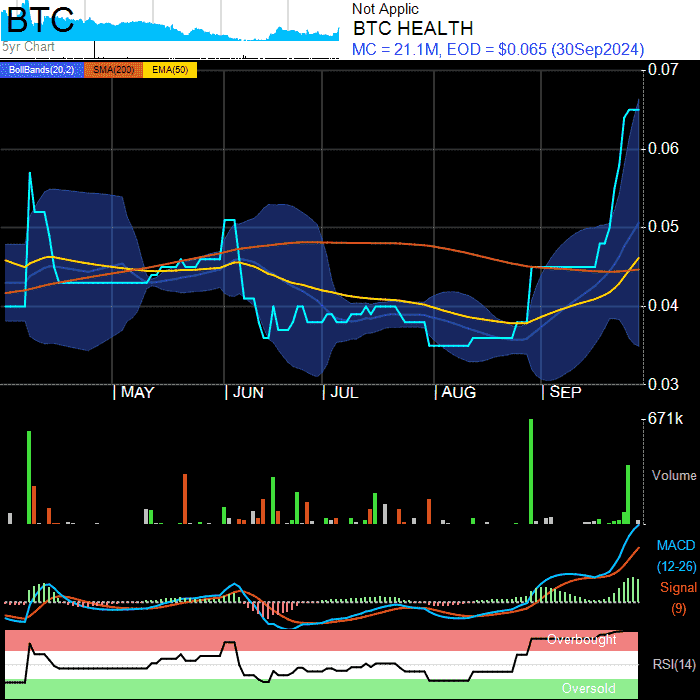 BTC
5yr Chart
Not Applic
BTC HEALTH
MC = 21.1M, EOD = $0.065 (30Sep2024)
BollBands(20,2) SMA(200) EMA(50)
0.07
0.06
0.05
0.04
0.03
MAY JUN JUL AUG SEP
671k
Volume
MACD
(12-26)
Signal
(9)
Overbought
RSI(14)
Oversold